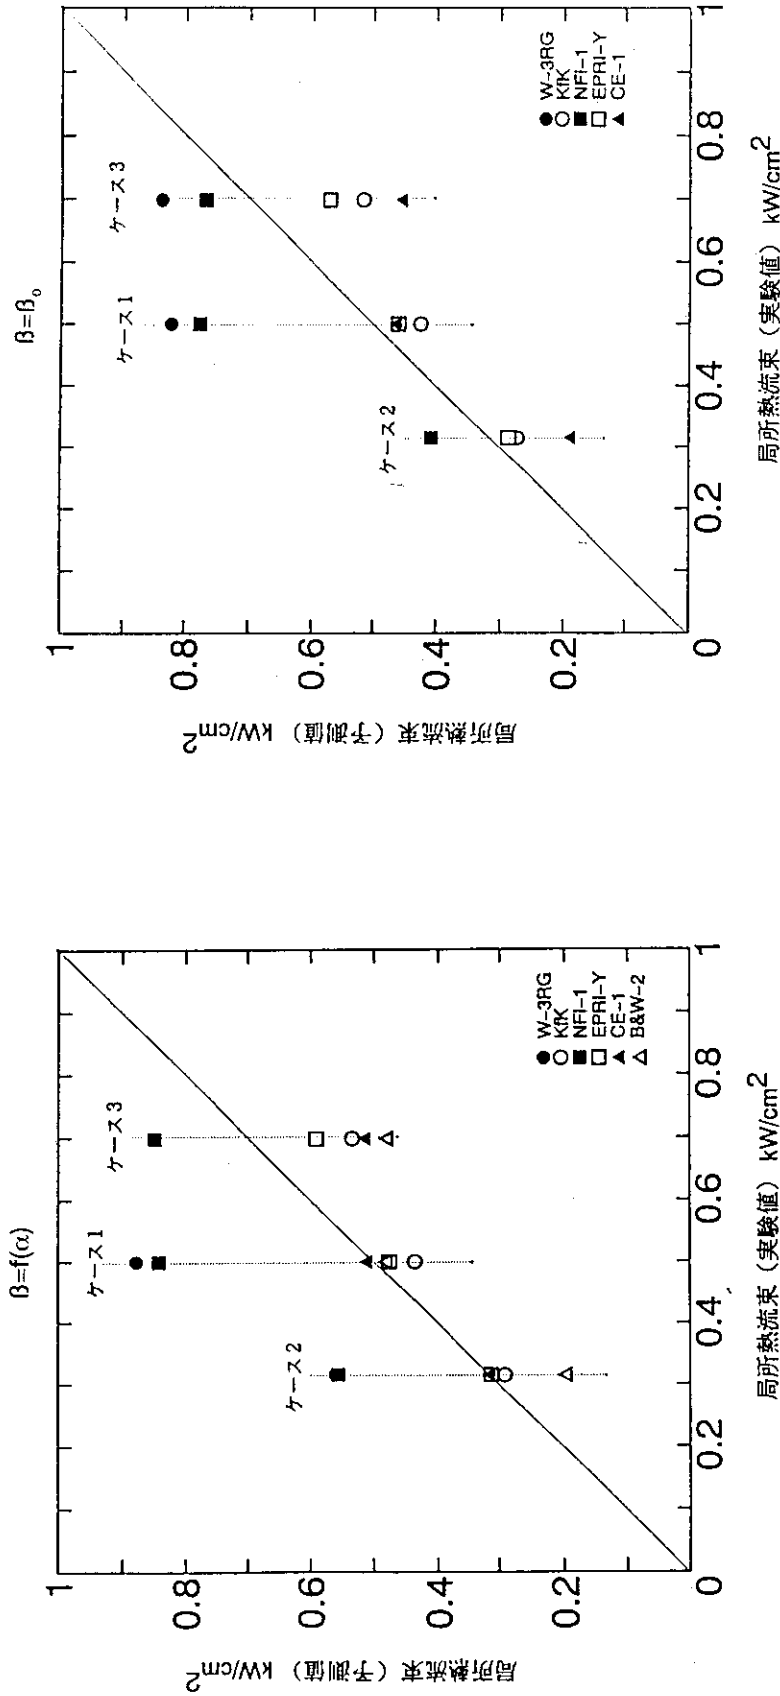 β=f(α)
局所熱流束（予測値） kW/cm²
1
0.8
0.6
0.4
0.2
ケース2
ケース1
ケース3
W-3RG
KfK
NFI-1
EPRI-Y
CE-1
B&W-2
0
0.2
0.4
0.6
0.8
1
局所熱流束（実験値） kW/cm²
β=β₀
局所熱流束（予測値） kW/cm²
1
0.8
0.6
0.4
0.2
ケース2
ケース1
ケース3
W-3RG
KfK
NFI-1
EPRI-Y
CE-1
0
0.2
0.4
0.6
0.8
1
局所熱流束（実験値） kW/cm²